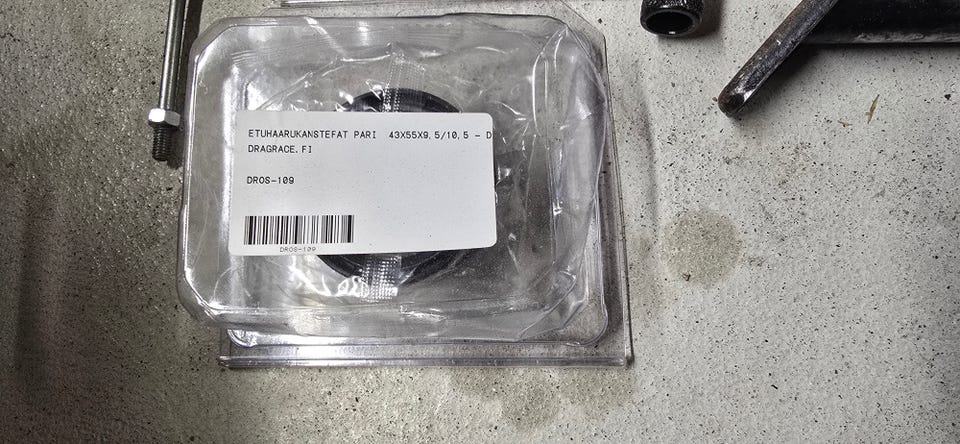 ETUHAARUKANSTEFAT PARI 43X55X9,5/10,5 - D
DRAGRACE.FI
DROS-109
DROS-109